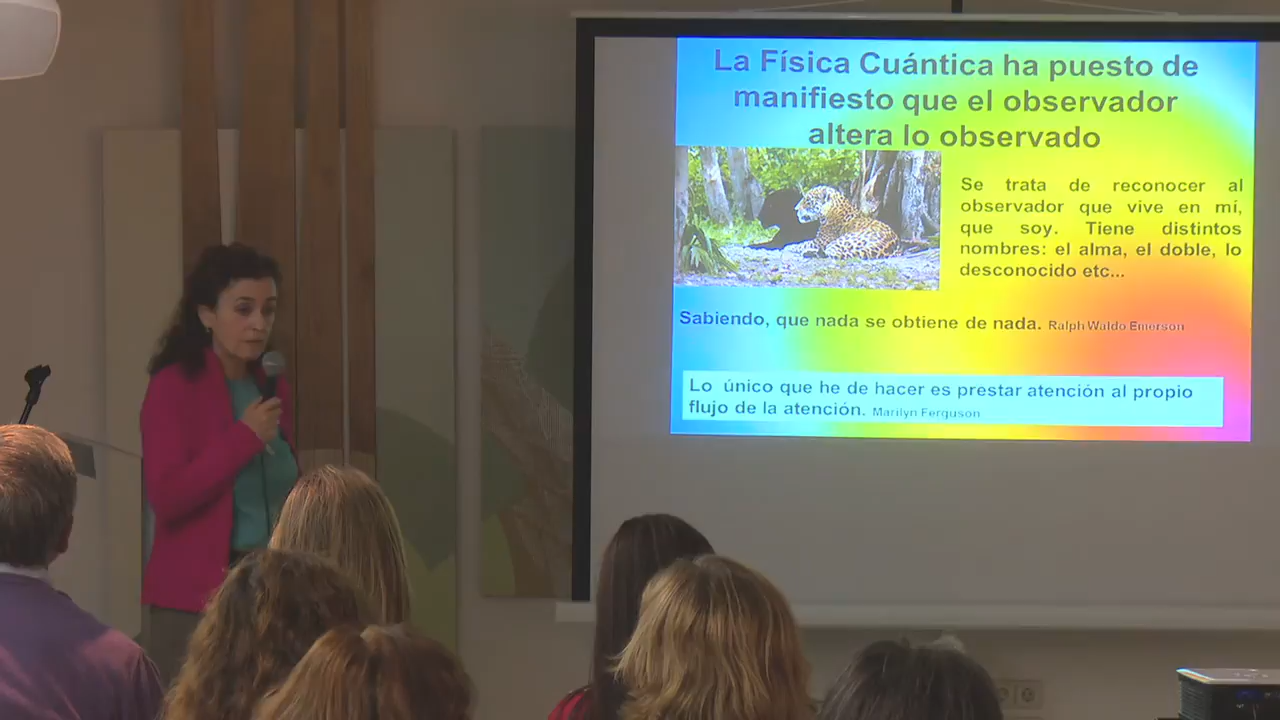 La Física Cuántica ha puesto de
manifiesto que el observador
altera lo observado
Se trata de reconocer al
observador que vive en mí,
que soy. Tiene distintos
nombres: el alma, el doble, lo
desconocido etc...
Sabiendo, que nada se obtiene de nada. Ralph Waldo Emerson
Lo único que he de hacer es prestar atención al propio
flujo de la atención. Marilyn Ferguson